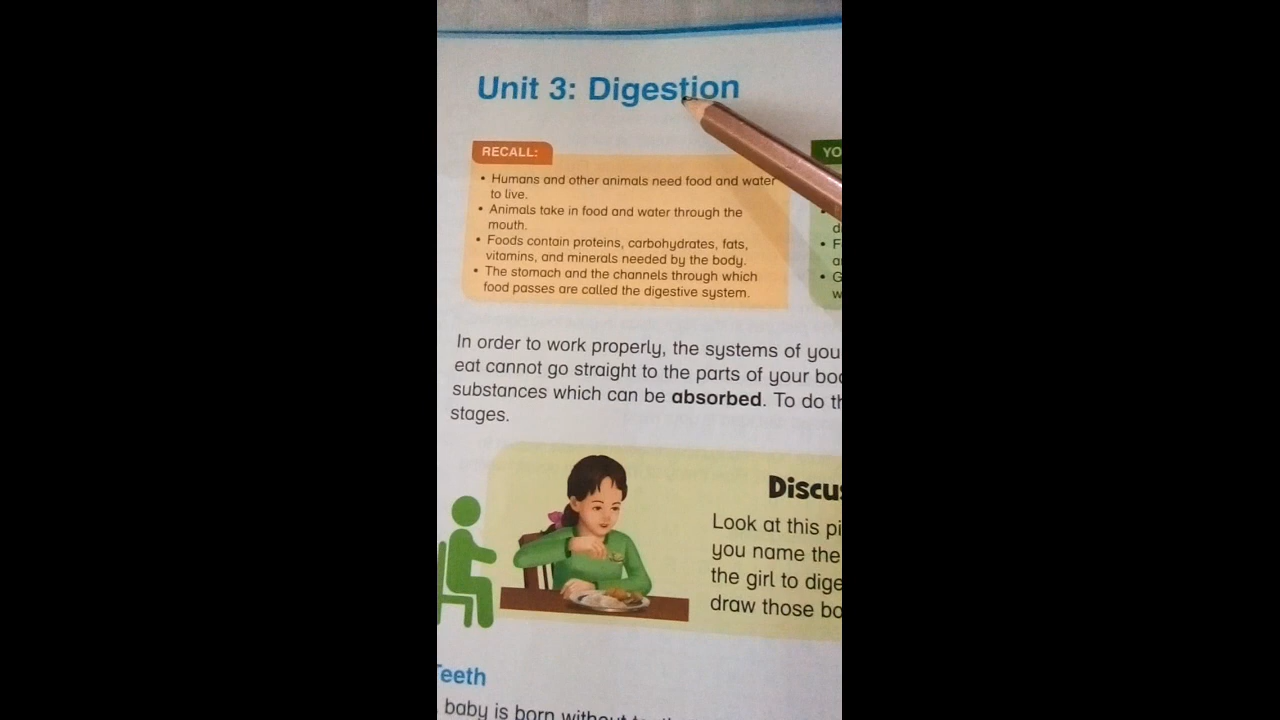 Unit 3: Digestion
RECALL:
• Humans and other animals need food and water
to live.
• Animals take in food and water through the
mouth.
• Foods contain proteins, carbohydrates, fats,
vitamins, and minerals needed by the body.
• The stomach and the channels through which
food passes are called the digestive system.
YO
•
d
• F
a
• G
w
In order to work properly, the systems of you
eat cannot go straight to the parts of your bo
substances which can be absorbed. To do th
stages.
Discus
Look at this pi
you name the
the girl to dige
draw those bo
Teeth
baby is born without